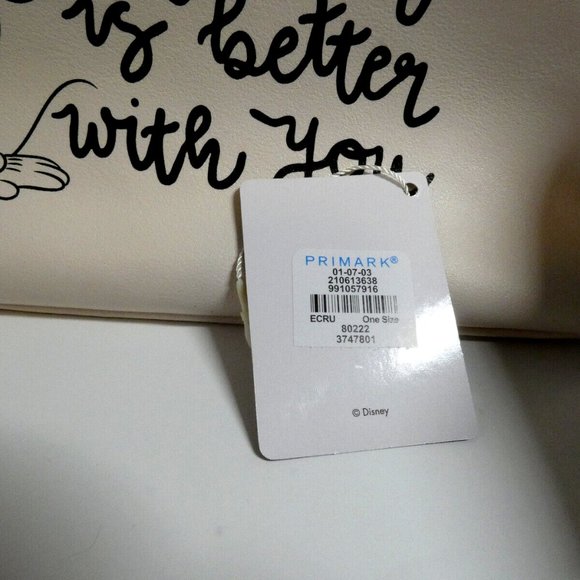 is better
with you
PRIMARK®
01-07-03
210613638
991057916
ECRU One Size
80222
3747801
© Disney